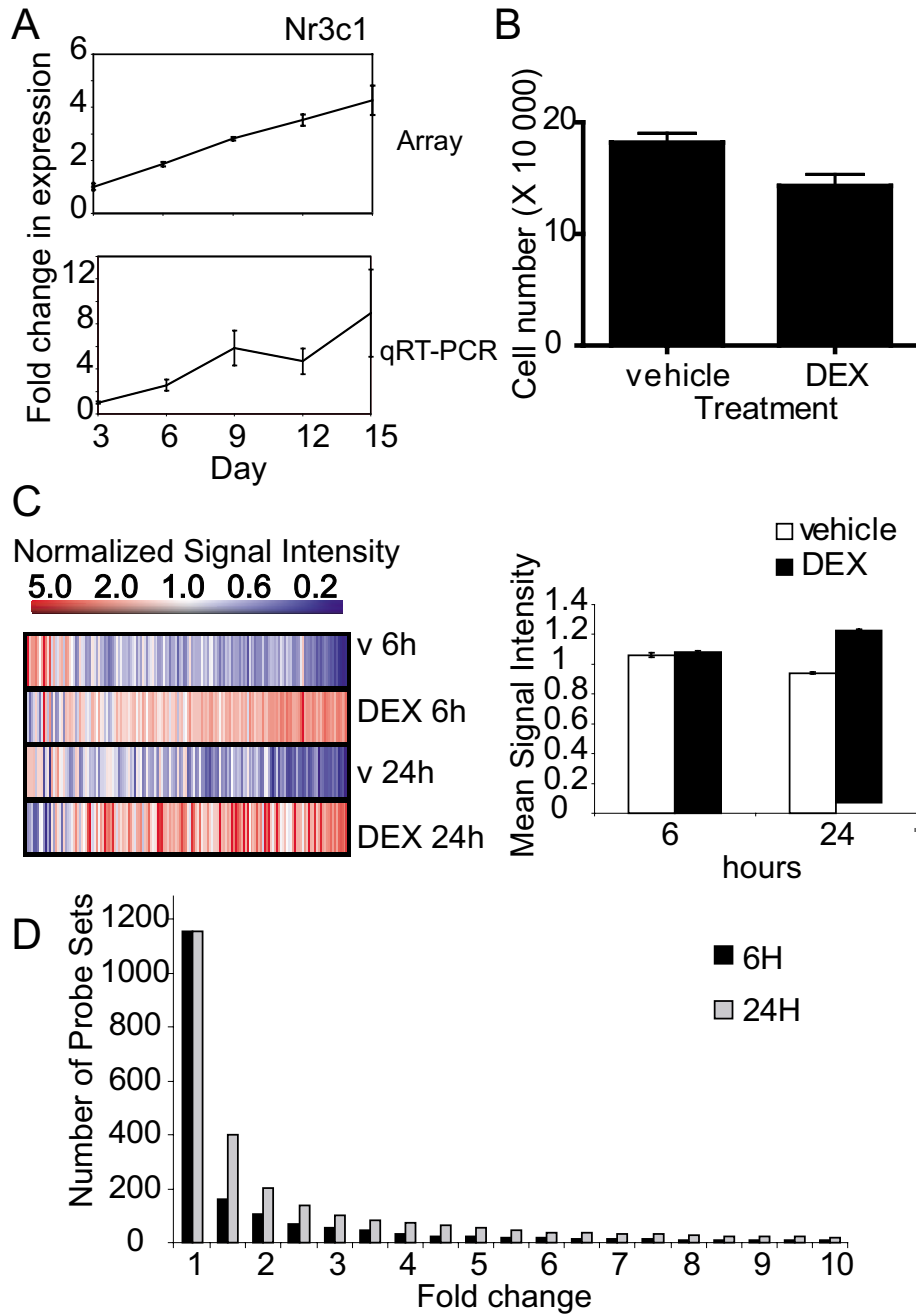 A
Nr3c1
Fold change in expression
6
4
2
0
Array
12
8
4
0
qRT-PCR
3 6 9 12 15
Day
B
Cell number (X 10 000)
20
10
0
vehicle DEX
Treatment
C
Normalized Signal Intensity
5.0 2.0 1.0 0.6 0.2
v 6h
DEX 6h
v 24h
DEX 24h
vehicle
DEX
Mean Signal Intensity
1.4
1.2
1
0.8
0.6
0.4
0.2
0
6 24
hours
D
Number of Probe Sets
1200
1000
800
600
400
200
0
6H
24H
1 2 3 4 5 6 7 8 9 10
Fold change